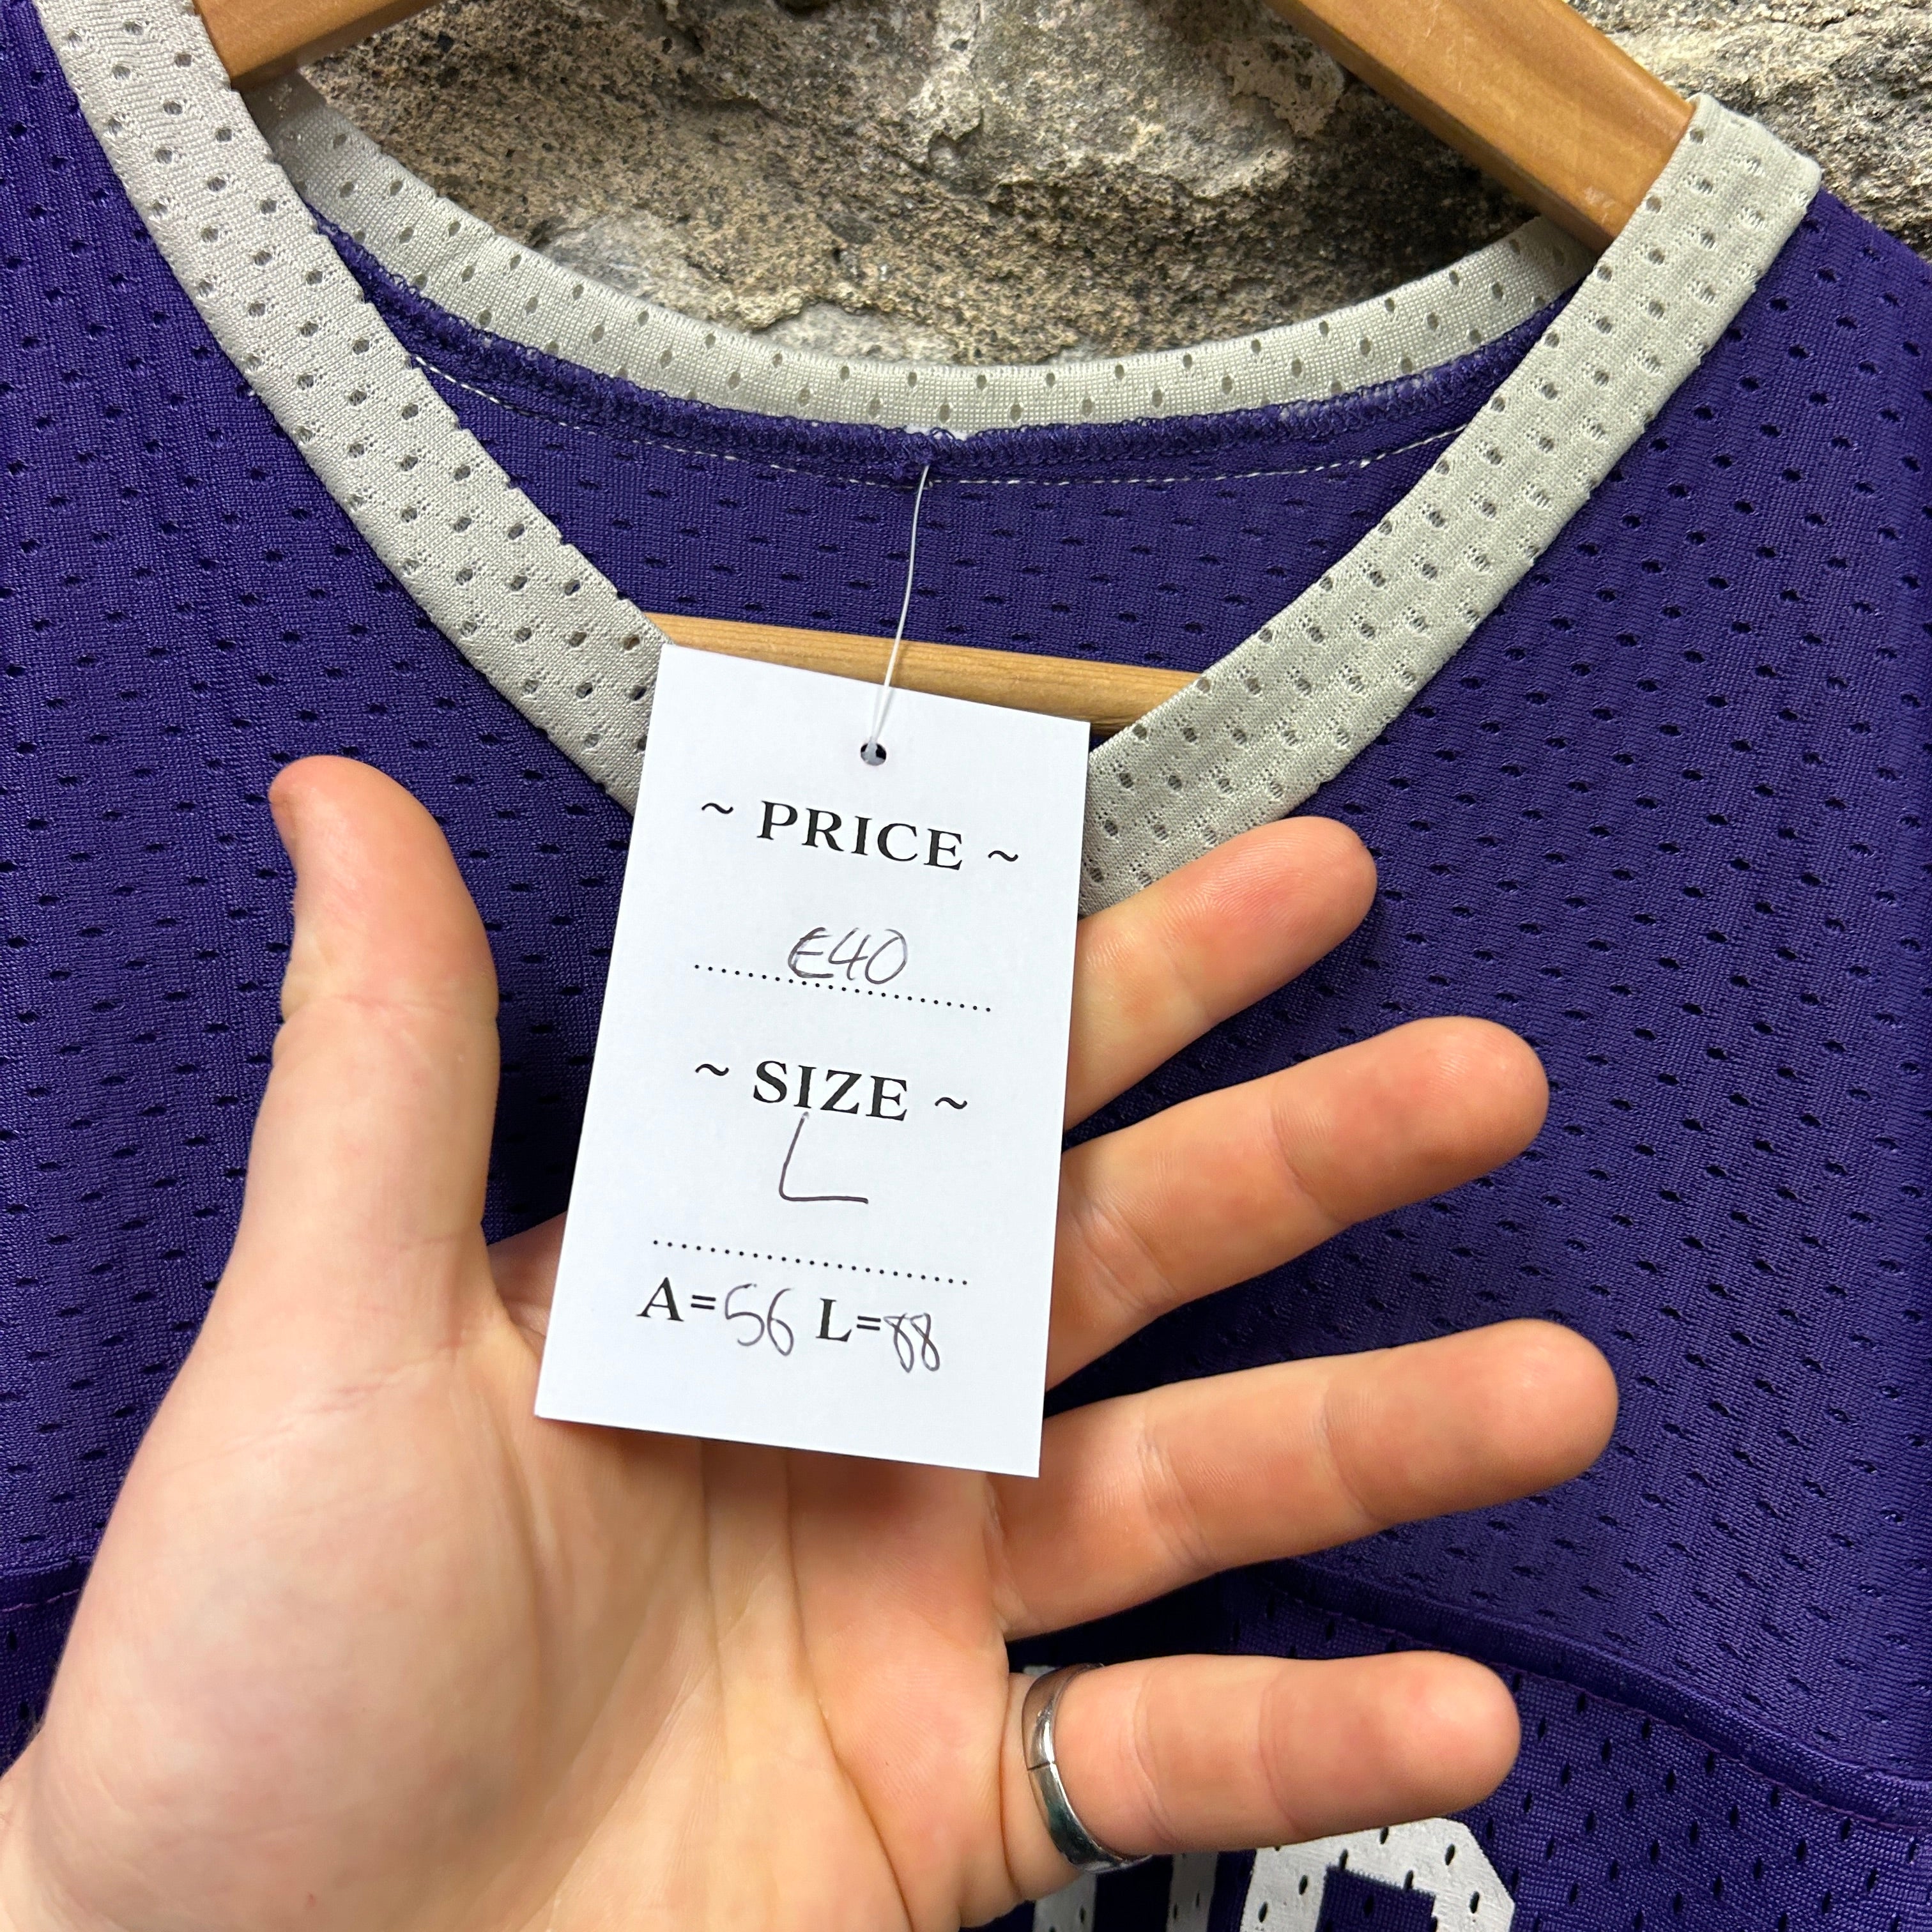 ~ PRICE ~
£40
~ SIZE ~
L
A=56 L=88